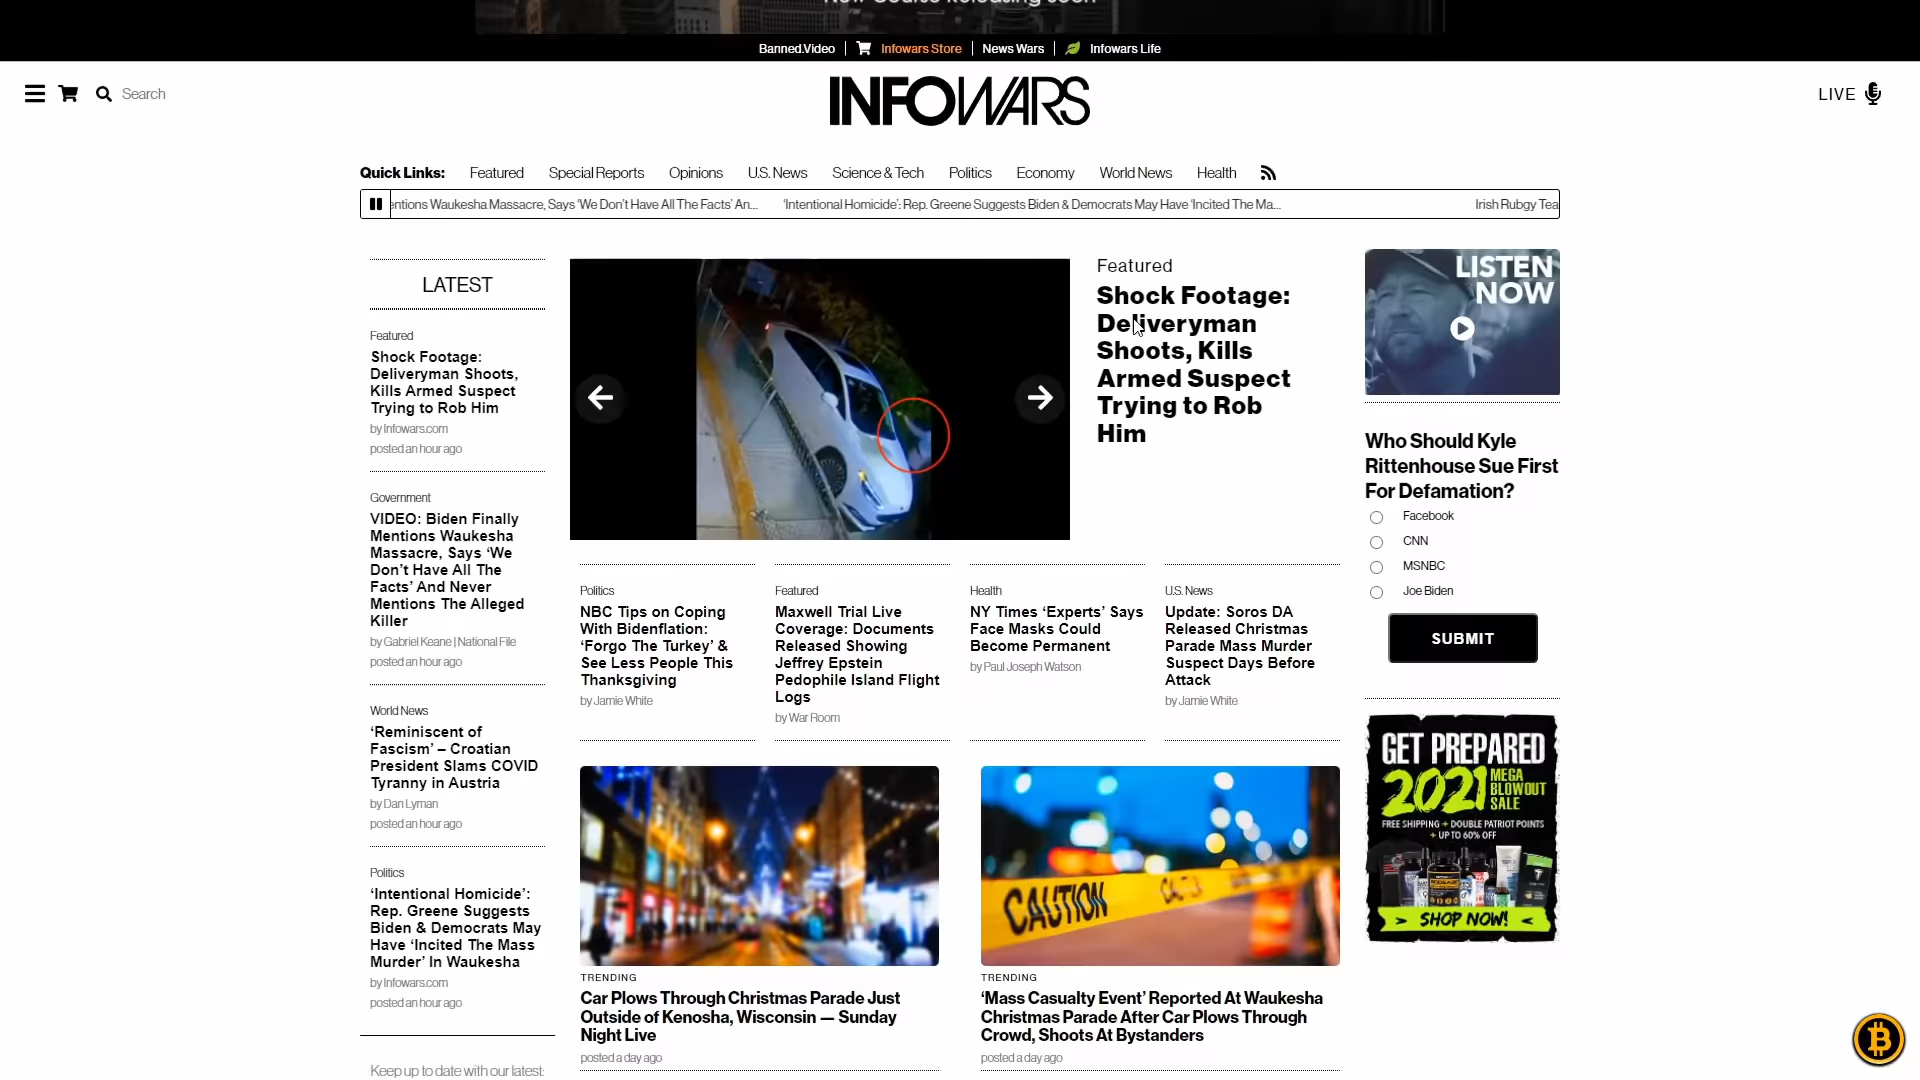 Banned.Video
Infowars Store
News Wars
Infowars Life
Search
INFOWARS
LIVE
Quick Links:
Featured
Special Reports
Opinions
U.S. News
Science & Tech
Politics
Economy
World News
Health
entions Waukesha Massacre, Says ‘We Don’t Have All The Facts’ An...
‘Intentional Homicide’: Rep. Greene Suggests Biden & Democrats May Have ‘Incited The Ma...
Irish Rubgy Tea
LATEST
Featured
Shock Footage:
Deliveryman Shoots,
Kills Armed Suspect
Trying to Rob Him
by Infowars.com
posted an hour ago
Government
VIDEO: Biden Finally
Mentions Waukesha
Massacre, Says ‘We
Don’t Have All The
Facts’ And Never
Mentions The Alleged
Killer
by Gabriel Keane | National File
posted an hour ago
World News
‘Reminiscent of
Fascism’ – Croatian
President Slams COVID
Tyranny in Austria
by Dan Lyman
posted an hour ago
Politics
‘Intentional Homicide’:
Rep. Greene Suggests
Biden & Democrats May
Have ‘Incited The Mass
Murder’ In Waukesha
by Infowars.com
posted an hour ago
Keep up to date with our latest:
Featured
Shock Footage:
Deliveryman
Shoots, Kills
Armed Suspect
Trying to Rob
Him
Politics
NBC Tips on Coping
With Bidenflation:
‘Forgo The Turkey’ &
See Less People This
Thanksgiving
by Jamie White
Featured
Maxwell Trial Live
Coverage: Documents
Released Showing
Jeffrey Epstein
Pedophile Island Flight
Logs
by War Room
Health
NY Times ‘Experts’ Says
Face Masks Could
Become Permanent
by Paul Joseph Watson
U.S. News
Update: Soros DA
Released Christmas
Parade Mass Murder
Suspect Days Before
Attack
by Jamie White
TRENDING
Car Plows Through Christmas Parade Just
Outside of Kenosha, Wisconsin — Sunday
Night Live
posted a day ago
CAUTION
TRENDING
‘Mass Casualty Event’ Reported At Waukesha
Christmas Parade After Car Plows Through
Crowd, Shoots At Bystanders
posted a day ago
LISTEN
NOW
Who Should Kyle
Rittenhouse Sue First
For Defamation?
Facebook
CNN
MSNBC
Joe Biden
SUBMIT
GET PREPARED
2021 MEGA
BLOWOUT
SALE
FREE SHIPPING + DOUBLE PATRIOT POINTS
+ UP TO 60% OFF
> SHOP NOW! <